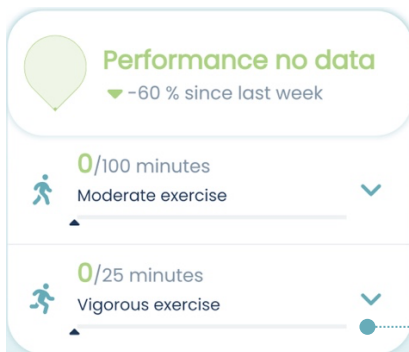 Performance no data
-60 % since last week
0/100 minutes
Moderate exercise
0/25 minutes
Vigorous exercise